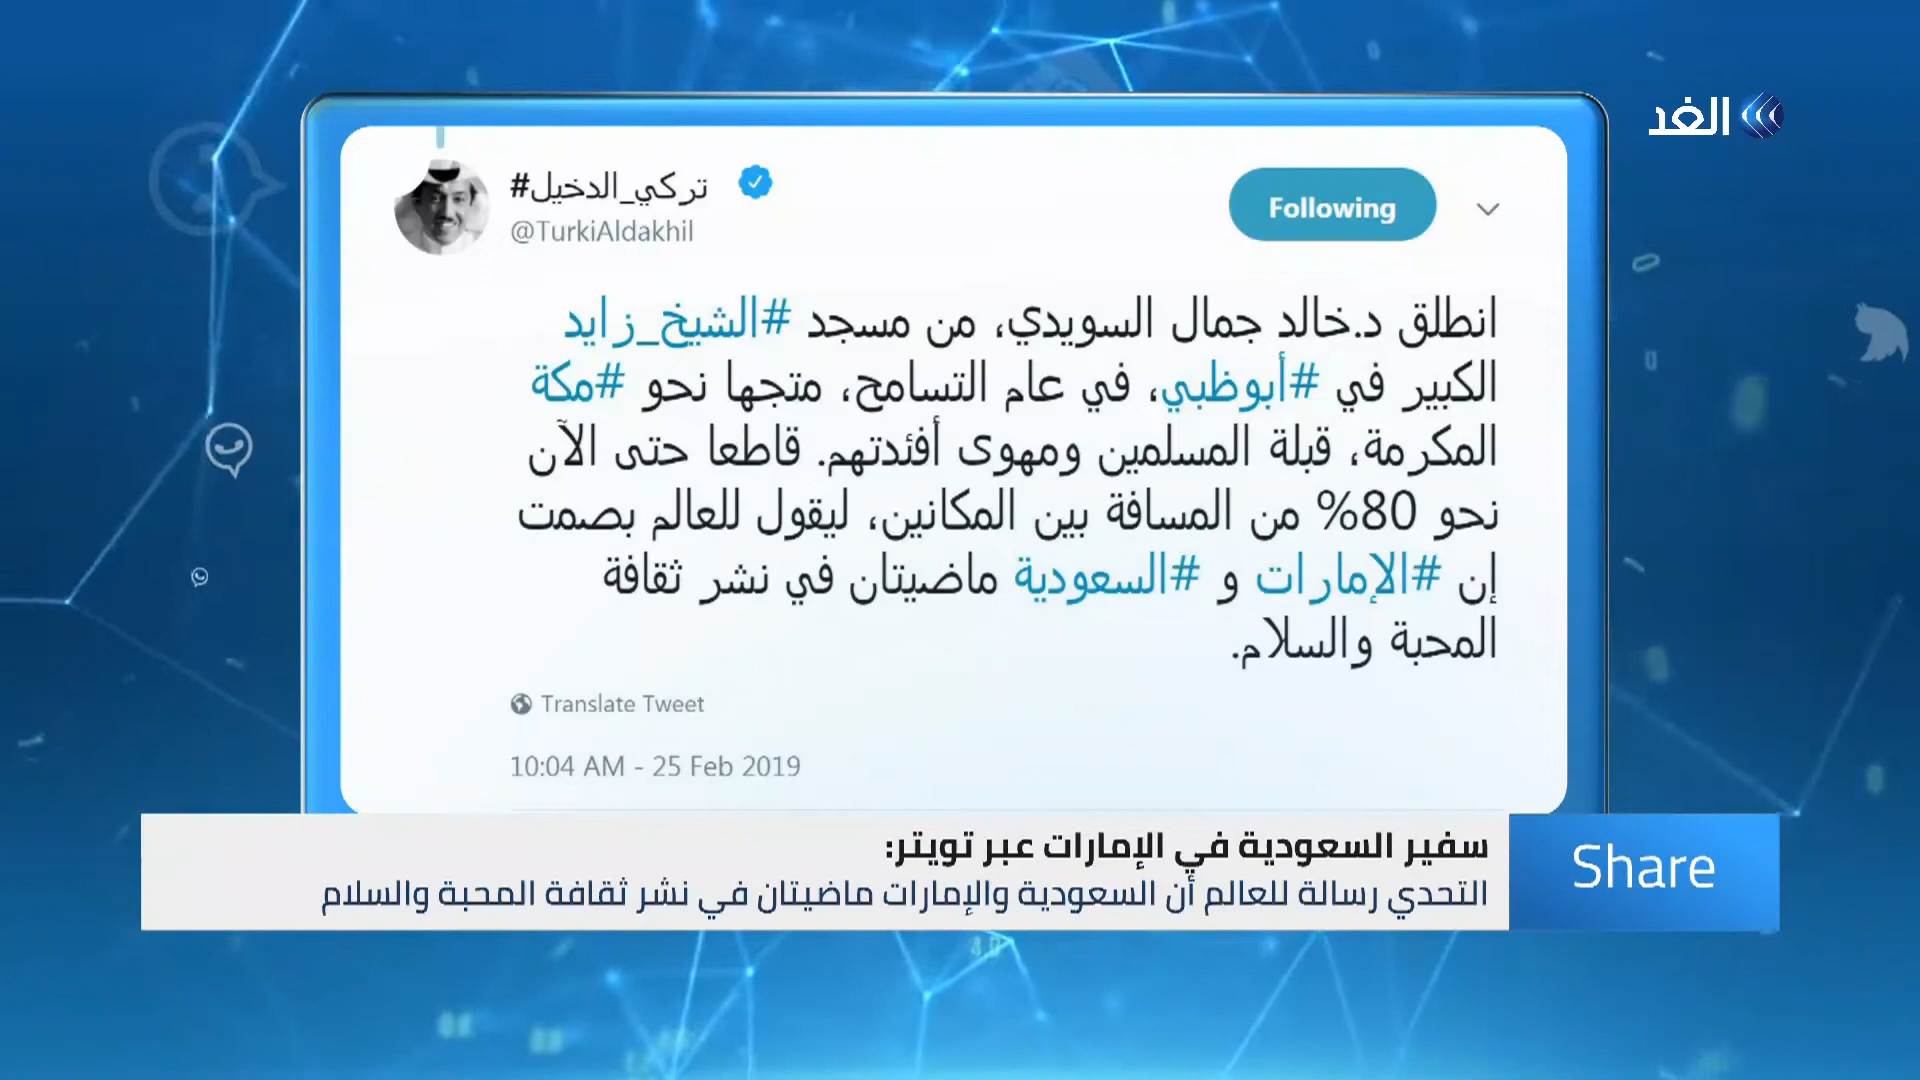 الغد
#تركي_الدخيل
@TurkiAldakhil
Following
انطلق د.خالد جمال السويدي، من مسجد #الشيخ_زايد
الكبير في #أبوظبي، في عام التسامح، متجها نحو #مكة
المكرمة، قبلة المسلمين ومهوى أفئدتهم. قاطعا حتى الآن
نحو 80% من المسافة بين المكانين، ليقول للعالم بصمت
إن #الإمارات و #السعودية ماضيتان في نشر ثقافة
المحبة والسلام.
Translate Tweet
10:04 AM - 25 Feb 2019
سفير السعودية في الإمارات عبر تويتر:
التحدي رسالة للعالم أن السعودية والإمارات ماضيتان في نشر ثقافة المحبة والسلام
Share